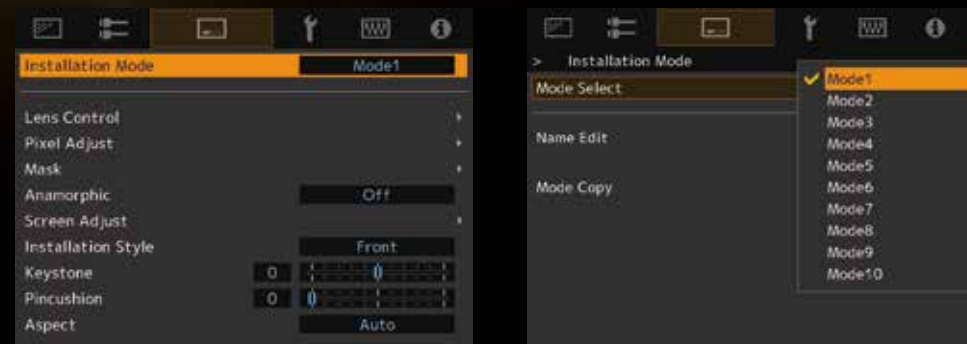 Installation Mode Mode1
Lens Control
Pixel Adjust
Mask
Anamorphic Off
Screen Adjust
Installation Style Front
Keystone 0
Pincushion 0
Aspect Auto
> Installation Mode
Mode Select
Name Edit
Mode Copy
Mode1
Mode2
Mode3
Mode4
Mode5
Mode6
Mode7
Mode8
Mode9
Mode10